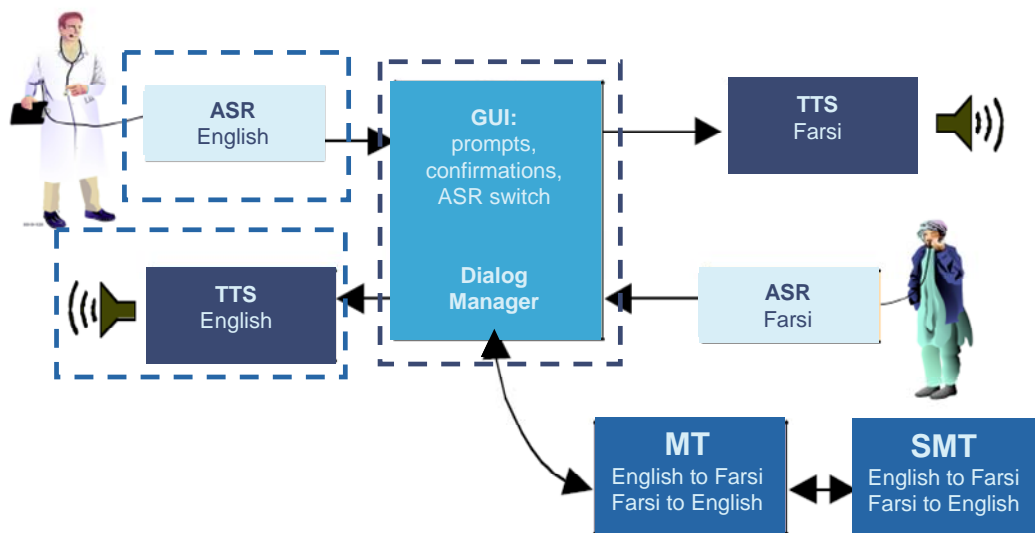 ASR
English
GUI:
prompts,
confirmations,
ASR switch
Dialog
Manager
TTS
Farsi
TTS
English
ASR
Farsi
MT
English to Farsi
Farsi to English
SMT
English to Farsi
Farsi to English